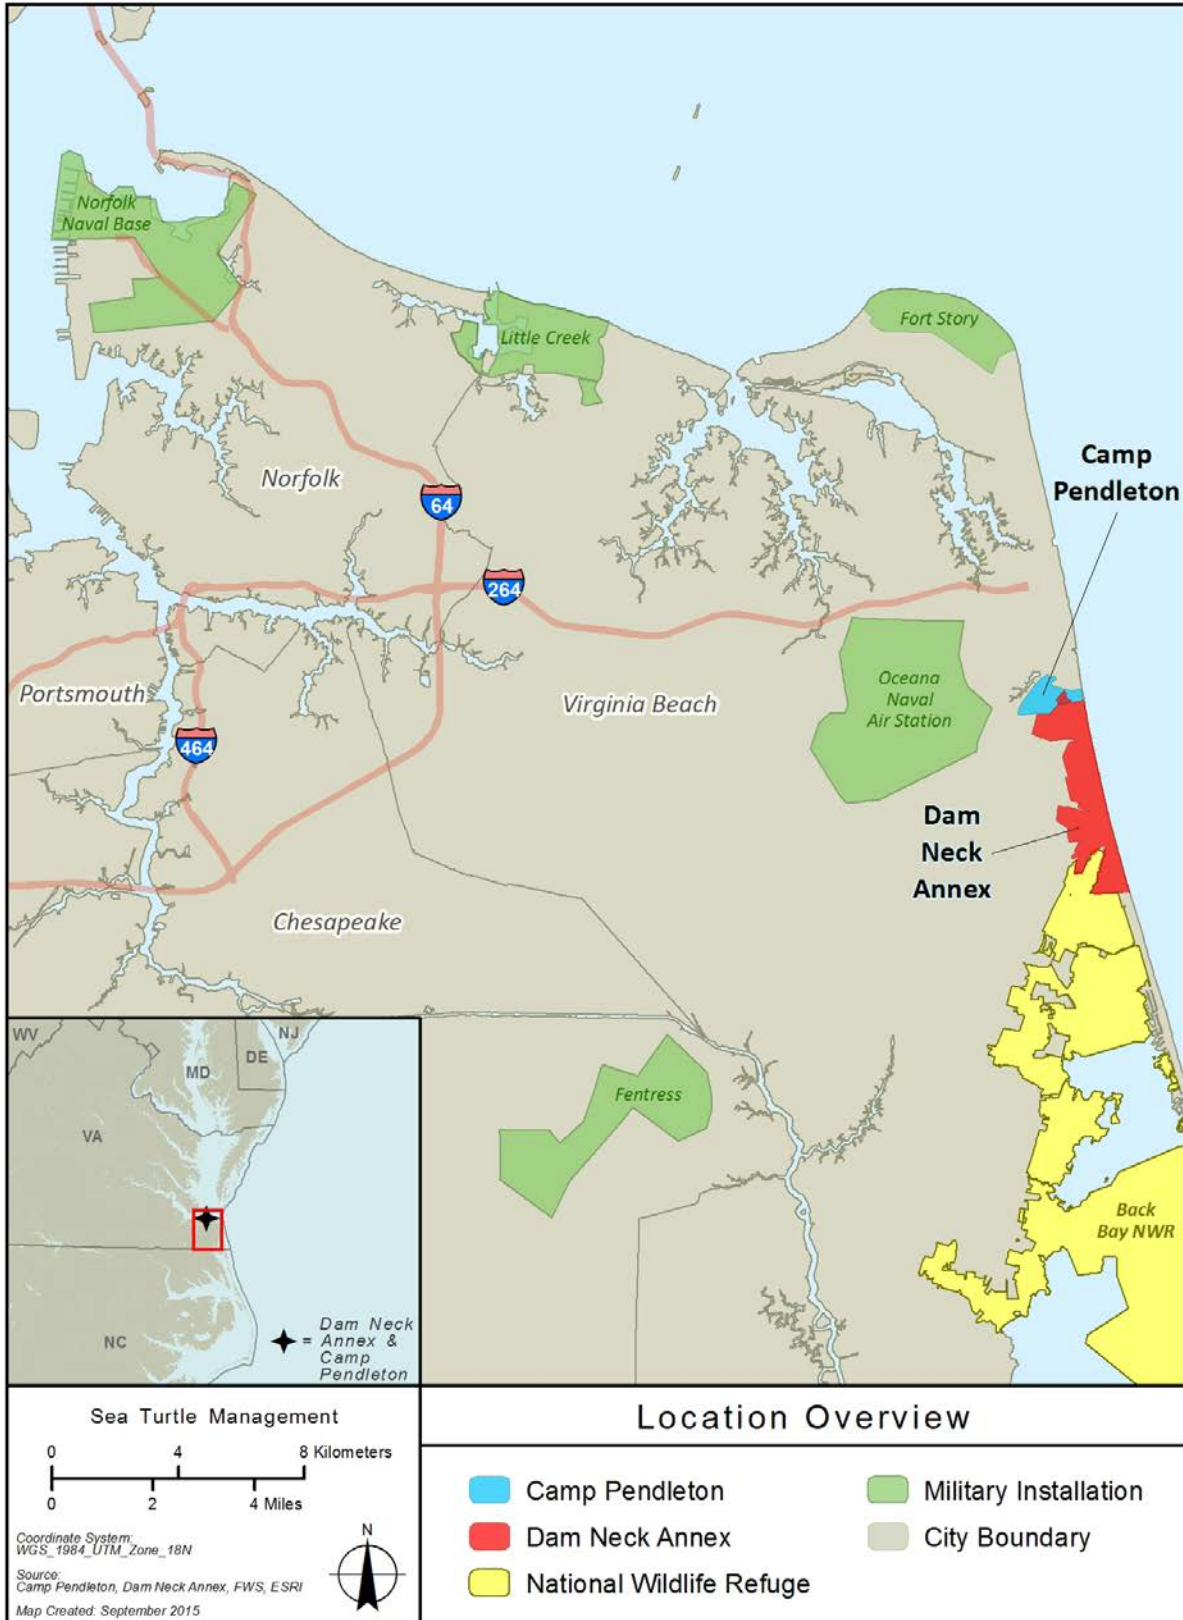 Norfolk
Naval Base
Little Creek
Fort Story
Camp
Pendleton
Norfolk
64
264
Portsmouth
Virginia Beach
Oceana
Naval
Air Station
464
Dam
Neck
Annex
Chesapeake
Fentress
Back
Bay NWR
WV
NJ
DE
MD
VA
NC
Dam Neck
= Annex &
Camp
Pendleton
Sea Turtle Management
0 4 8 Kilometers
0 2 4 Miles
Coordinate System:
WGS_1984_UTM_Zone_18N
Source:
Camp Pendleton, Dam Neck Annex, FWS, ESRI
Map Created: September 2015
N
Location Overview
Camp Pendleton
Dam Neck Annex
National Wildlife Refuge
Military Installation
City Boundary